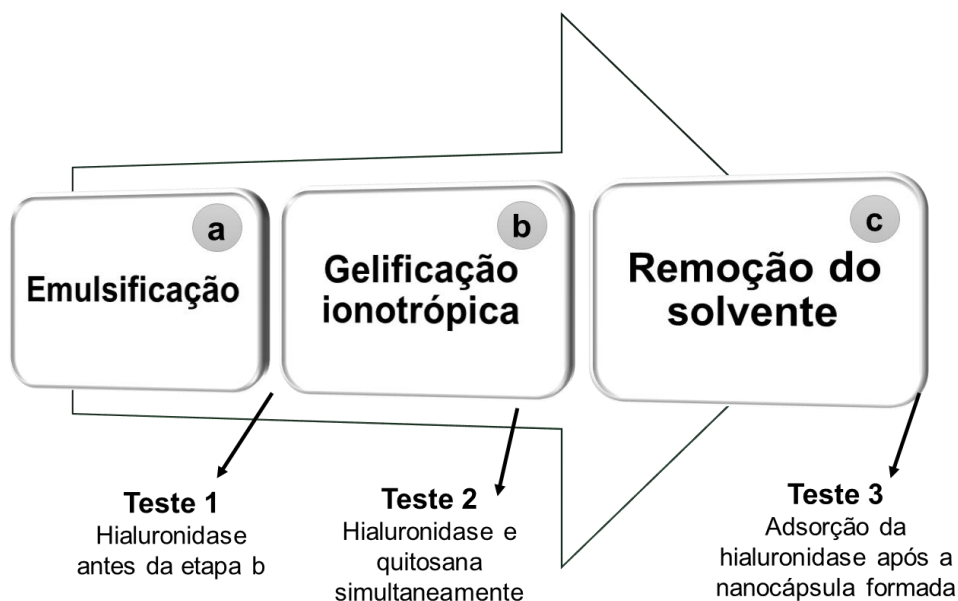 a
Emulsificação
b
Gelificação
ionotrópica
c
Remoção do
solvente
Teste 1
Hialuronidase
antes da etapa b
Teste 2
Hialuronidase e
quitosana
simultaneamente
Teste 3
Adsorção da
hialuronidase após a
nanocápsula formada